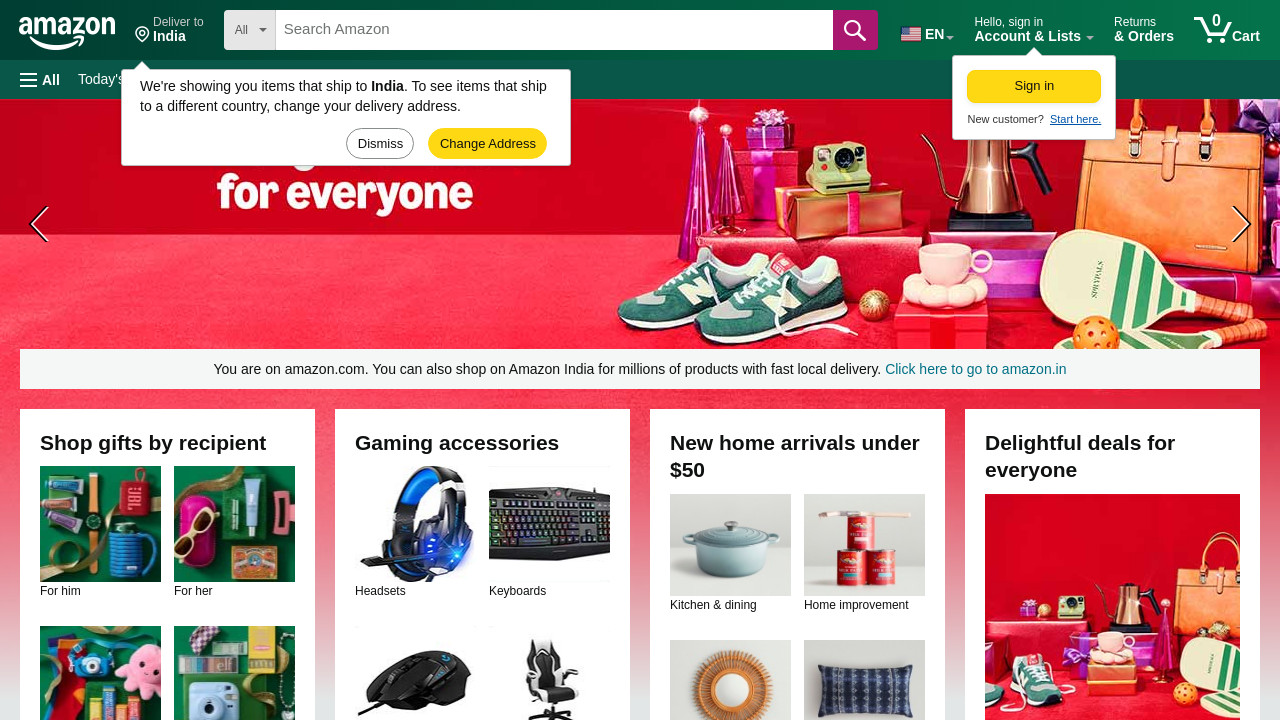 amazon
Deliver to
India
All
Search Amazon
EN
Hello, sign in
Account & Lists
Returns
& Orders
0
Cart
All
Today's
We're showing you items that ship to India. To see items that ship
to a different country, change your delivery address.
Dismiss
Change Address
Sign in
New customer? Start here.
for everyone
SPRYPALS
You are on amazon.com. You can also shop on Amazon India for millions of products with fast local delivery. Click here to go to amazon.in
Shop gifts by recipient
For him
For her
Gaming accessories
Headsets
Keyboards
New home arrivals under
$50
Kitchen & dining
Home improvement
Delightful deals for
everyone